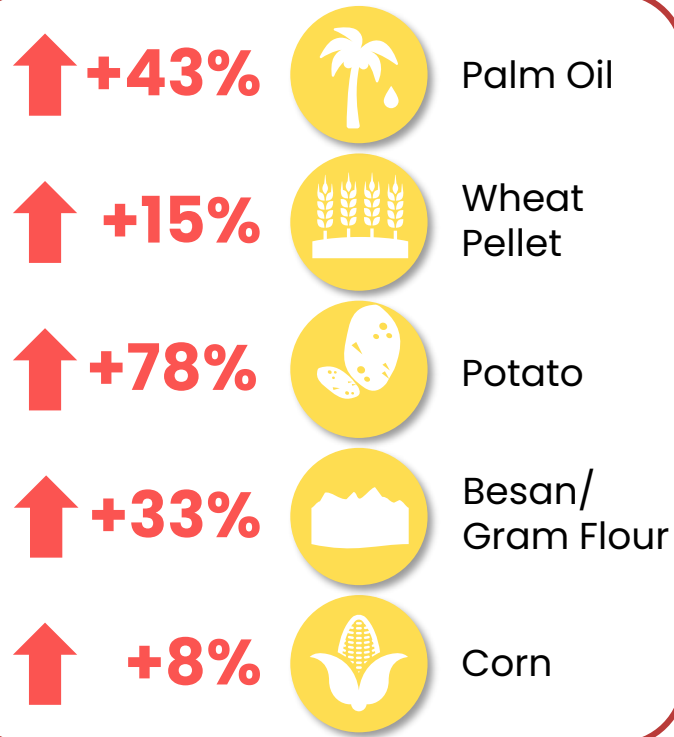 +43%
Palm Oil
+15%
Wheat
Pellet
+78%
Potato
+33%
Besan/
Gram Flour
+8%
Corn